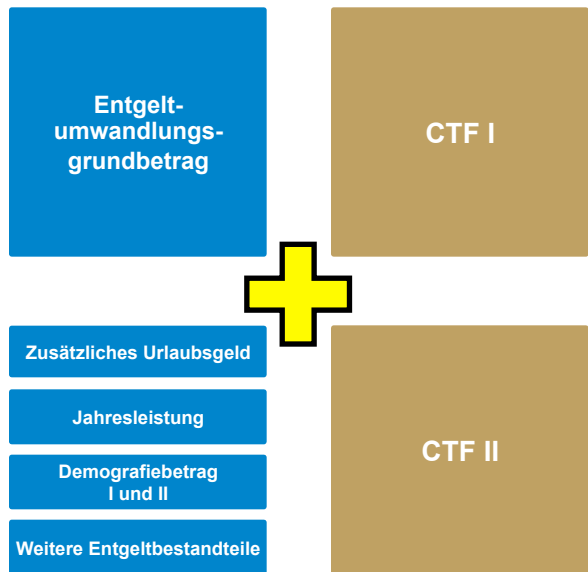 Entgelt-
umwandlungs-
grundbetrag
CTF I
Zusätzliches Urlaubsgeld
Jahresleistung
Demografiebetrag
I und II
Weitere Entgeltbestandteile
CTF II